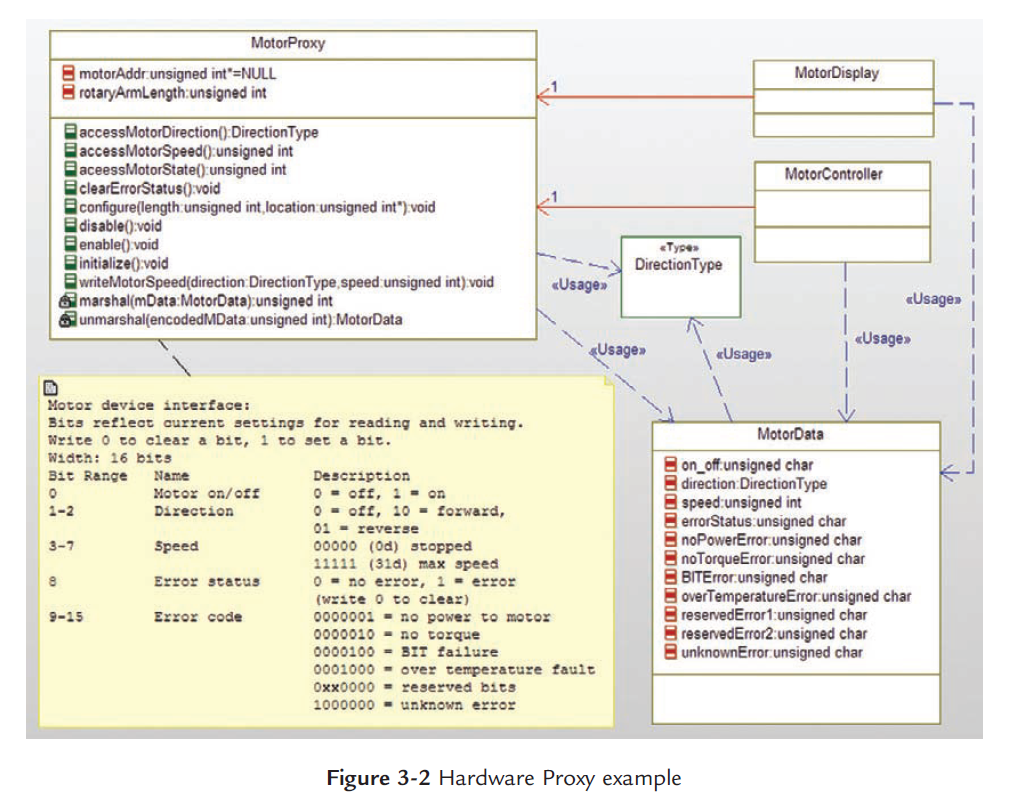 MotorProxy
motorAddr:unsigned int*=NULL
rotaryArmLength:unsigned int
accessMotorDirection():DirectionType
accessMotorSpeed():unsigned int
aceessMotorState():unsigned int
clearErrorStatus():void
configure(length:unsigned int,location:unsigned int*):void
disable():void
enable():void
initialize():void
writeMotorSpeed(direction:DirectionType,speed:unsigned int):void
marshal(mData:MotorData):unsigned int
unmarshal(encodedMData:unsigned int):MotorData
1
MotorDisplay
1
MotorController
«Type»
DirectionType
«Usage»
«Usage»
«Usage»
«Usage»
«Usage»
Motor device interface:
Bits reflect current settings for reading and writing.
Write 0 to clear a bit, 1 to set a bit.
Width: 16 bits
Bit Range Name Description
0 Motor on/off 0 = off, 1 = on
1-2 Direction 0 = off, 10 = forward,
01 = reverse
3-7 Speed 00000 (0d) stopped
11111 (31d) max speed
8 Error status 0 = no error, 1 = error
(write 0 to clear)
9-15 Error code 0000001 = no power to motor
0000010 = no torque
0000100 = BIT failure
0001000 = over temperature fault
0xx0000 = reserved bits
1000000 = unknown error
MotorData
on_off:unsigned char
direction:DirectionType
speed:unsigned int
errorStatus:unsigned char
noPowerError:unsigned char
noTorqueError:unsigned char
BITError:unsigned char
overTemperatureError:unsigned char
reservedError1:unsigned char
reservedError2:unsigned char
unknownError:unsigned char
Figure 3-2 Hardware Proxy example